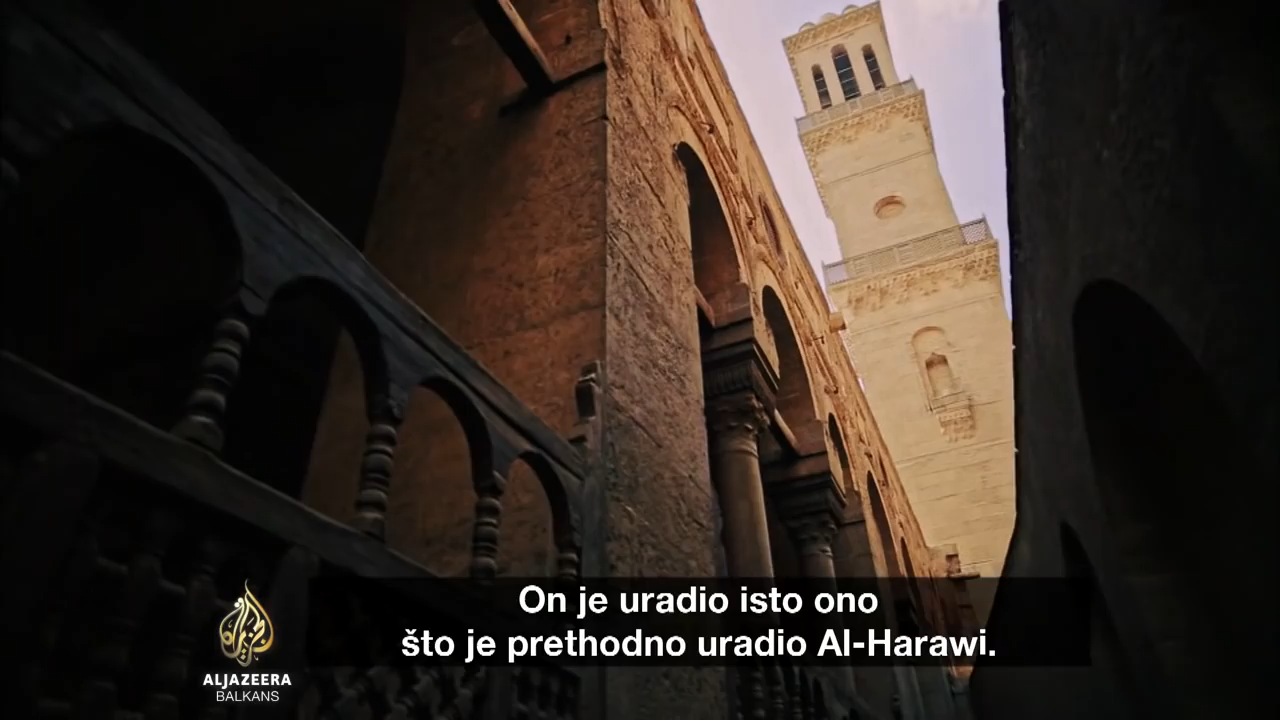 On je uradio isto ono
što je prethodno uradio Al-Harawi.
ALJAZEERA
BALKANS